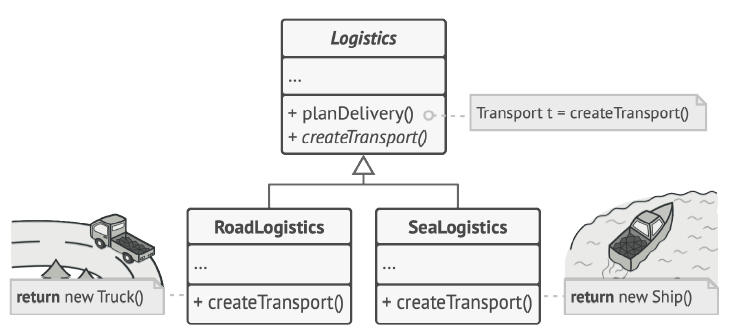 Logistics
...
+ planDelivery()
+ createTransport()
Transport t = createTransport()
RoadLogistics
...
+ createTransport()
SeaLogistics
...
+ createTransport()
return new Truck()
return new Ship()